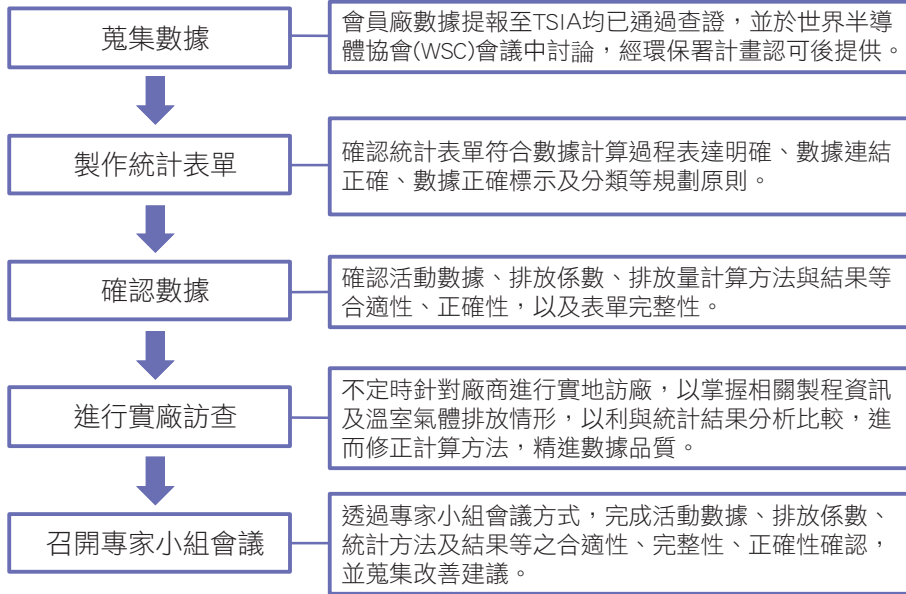 蒐集數據
會員廠數據提報至TSIA均已通過查證，並於世界半導
體協會(WSC)會議中討論，經環保署計畫認可後提供。
製作統計表單
確認統計表單符合數據計算過程表達明確、數據連結
正確、數據正確標示及分類等規劃原則。
確認數據
確認活動數據、排放係數、排放量計算方法與結果等
合適性、正確性，以及表單完整性。
進行實廠訪查
不定時針對廠商進行實地訪廠，以掌握相關製程資訊
及溫室氣體排放情形，以利與統計結果分析比較，進
而修正計算方法，精進數據品質。
召開專家小組會議
透過專家小組會議方式，完成活動數據、排放係數、
統計方法及結果等之合適性、完整性、正確性確認，
並蒐集改善建議。